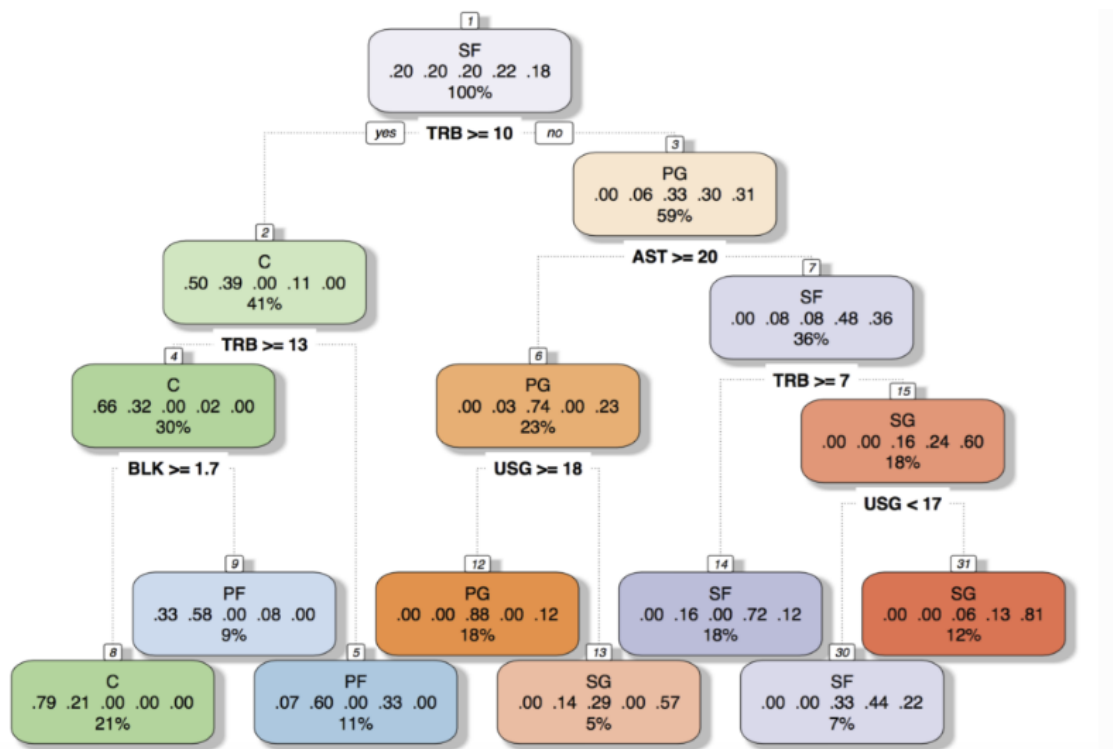 1
SF
.20 .20 .20 .22 .18
100%
yes TRB >= 10 no
3
PG
.00 .06 .33 .30 .31
59%
2
C
.50 .39 .00 .11 .00
41%
AST >= 20
7
SF
.00 .08 .08 .48 .36
36%
TRB >= 13
4
C
.66 .32 .00 .02 .00
30%
6
PG
.00 .03 .74 .00 .23
23%
TRB >= 7
15
SG
.00 .00 .16 .24 .60
18%
BLK >= 1.7
USG >= 18
USG < 17
9
PF
.33 .58 .00 .08 .00
9%
12
PG
.00 .00 .88 .00 .12
18%
14
SF
.00 .16 .00 .72 .12
18%
31
SG
.00 .00 .06 .13 .81
12%
8
C
.79 .21 .00 .00 .00
21%
5
PF
.07 .60 .00 .33 .00
11%
13
SG
.00 .14 .29 .00 .57
5%
30
SF
.00 .00 .33 .44 .22
7%